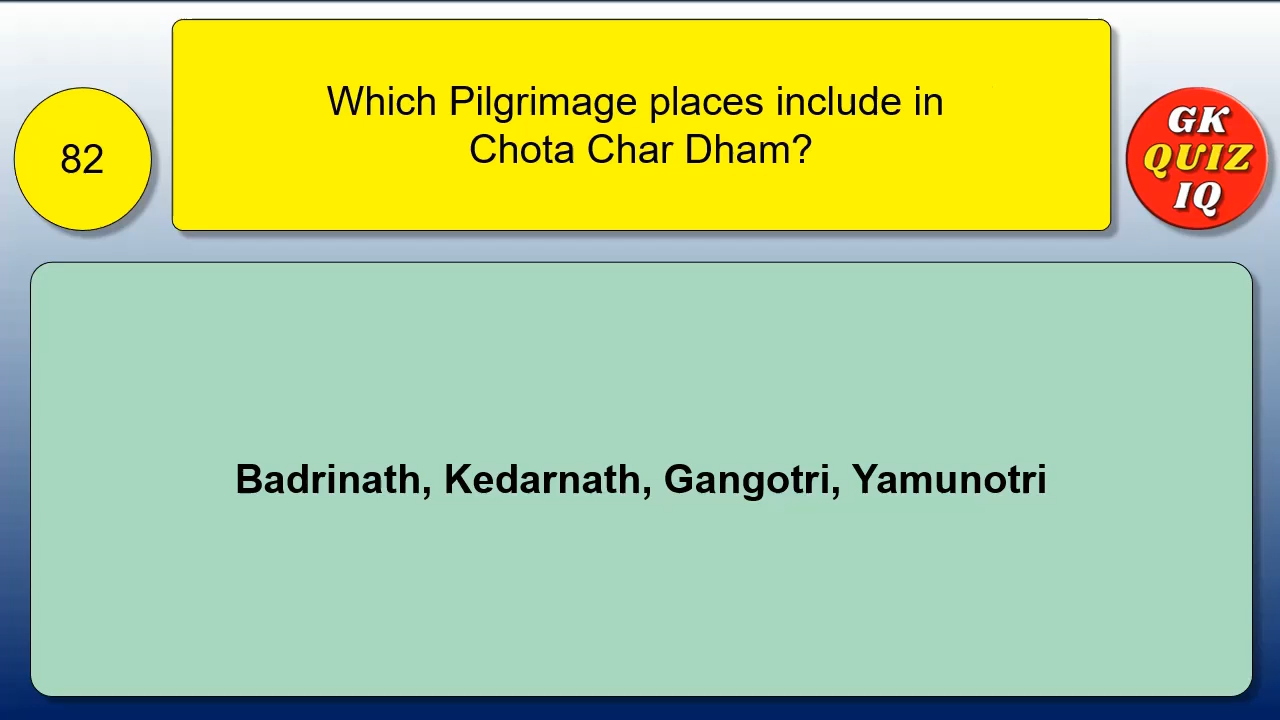 Which Pilgrimage places include in
Chota Char Dham?
82
GK
QUIZ
IQ
Badrinath, Kedarnath, Gangotri, Yamunotri